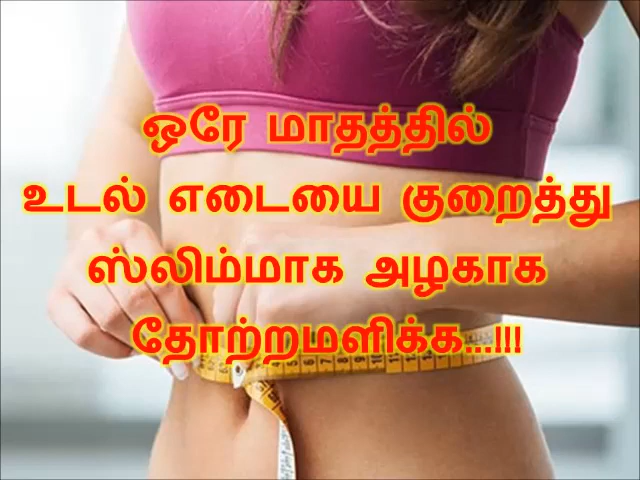 ஒரே மாதத்தில்
உடல் எடையை குறைத்து
ஸ்லிம்மாக அழகாக
தோற்றமளிக்க...!!!